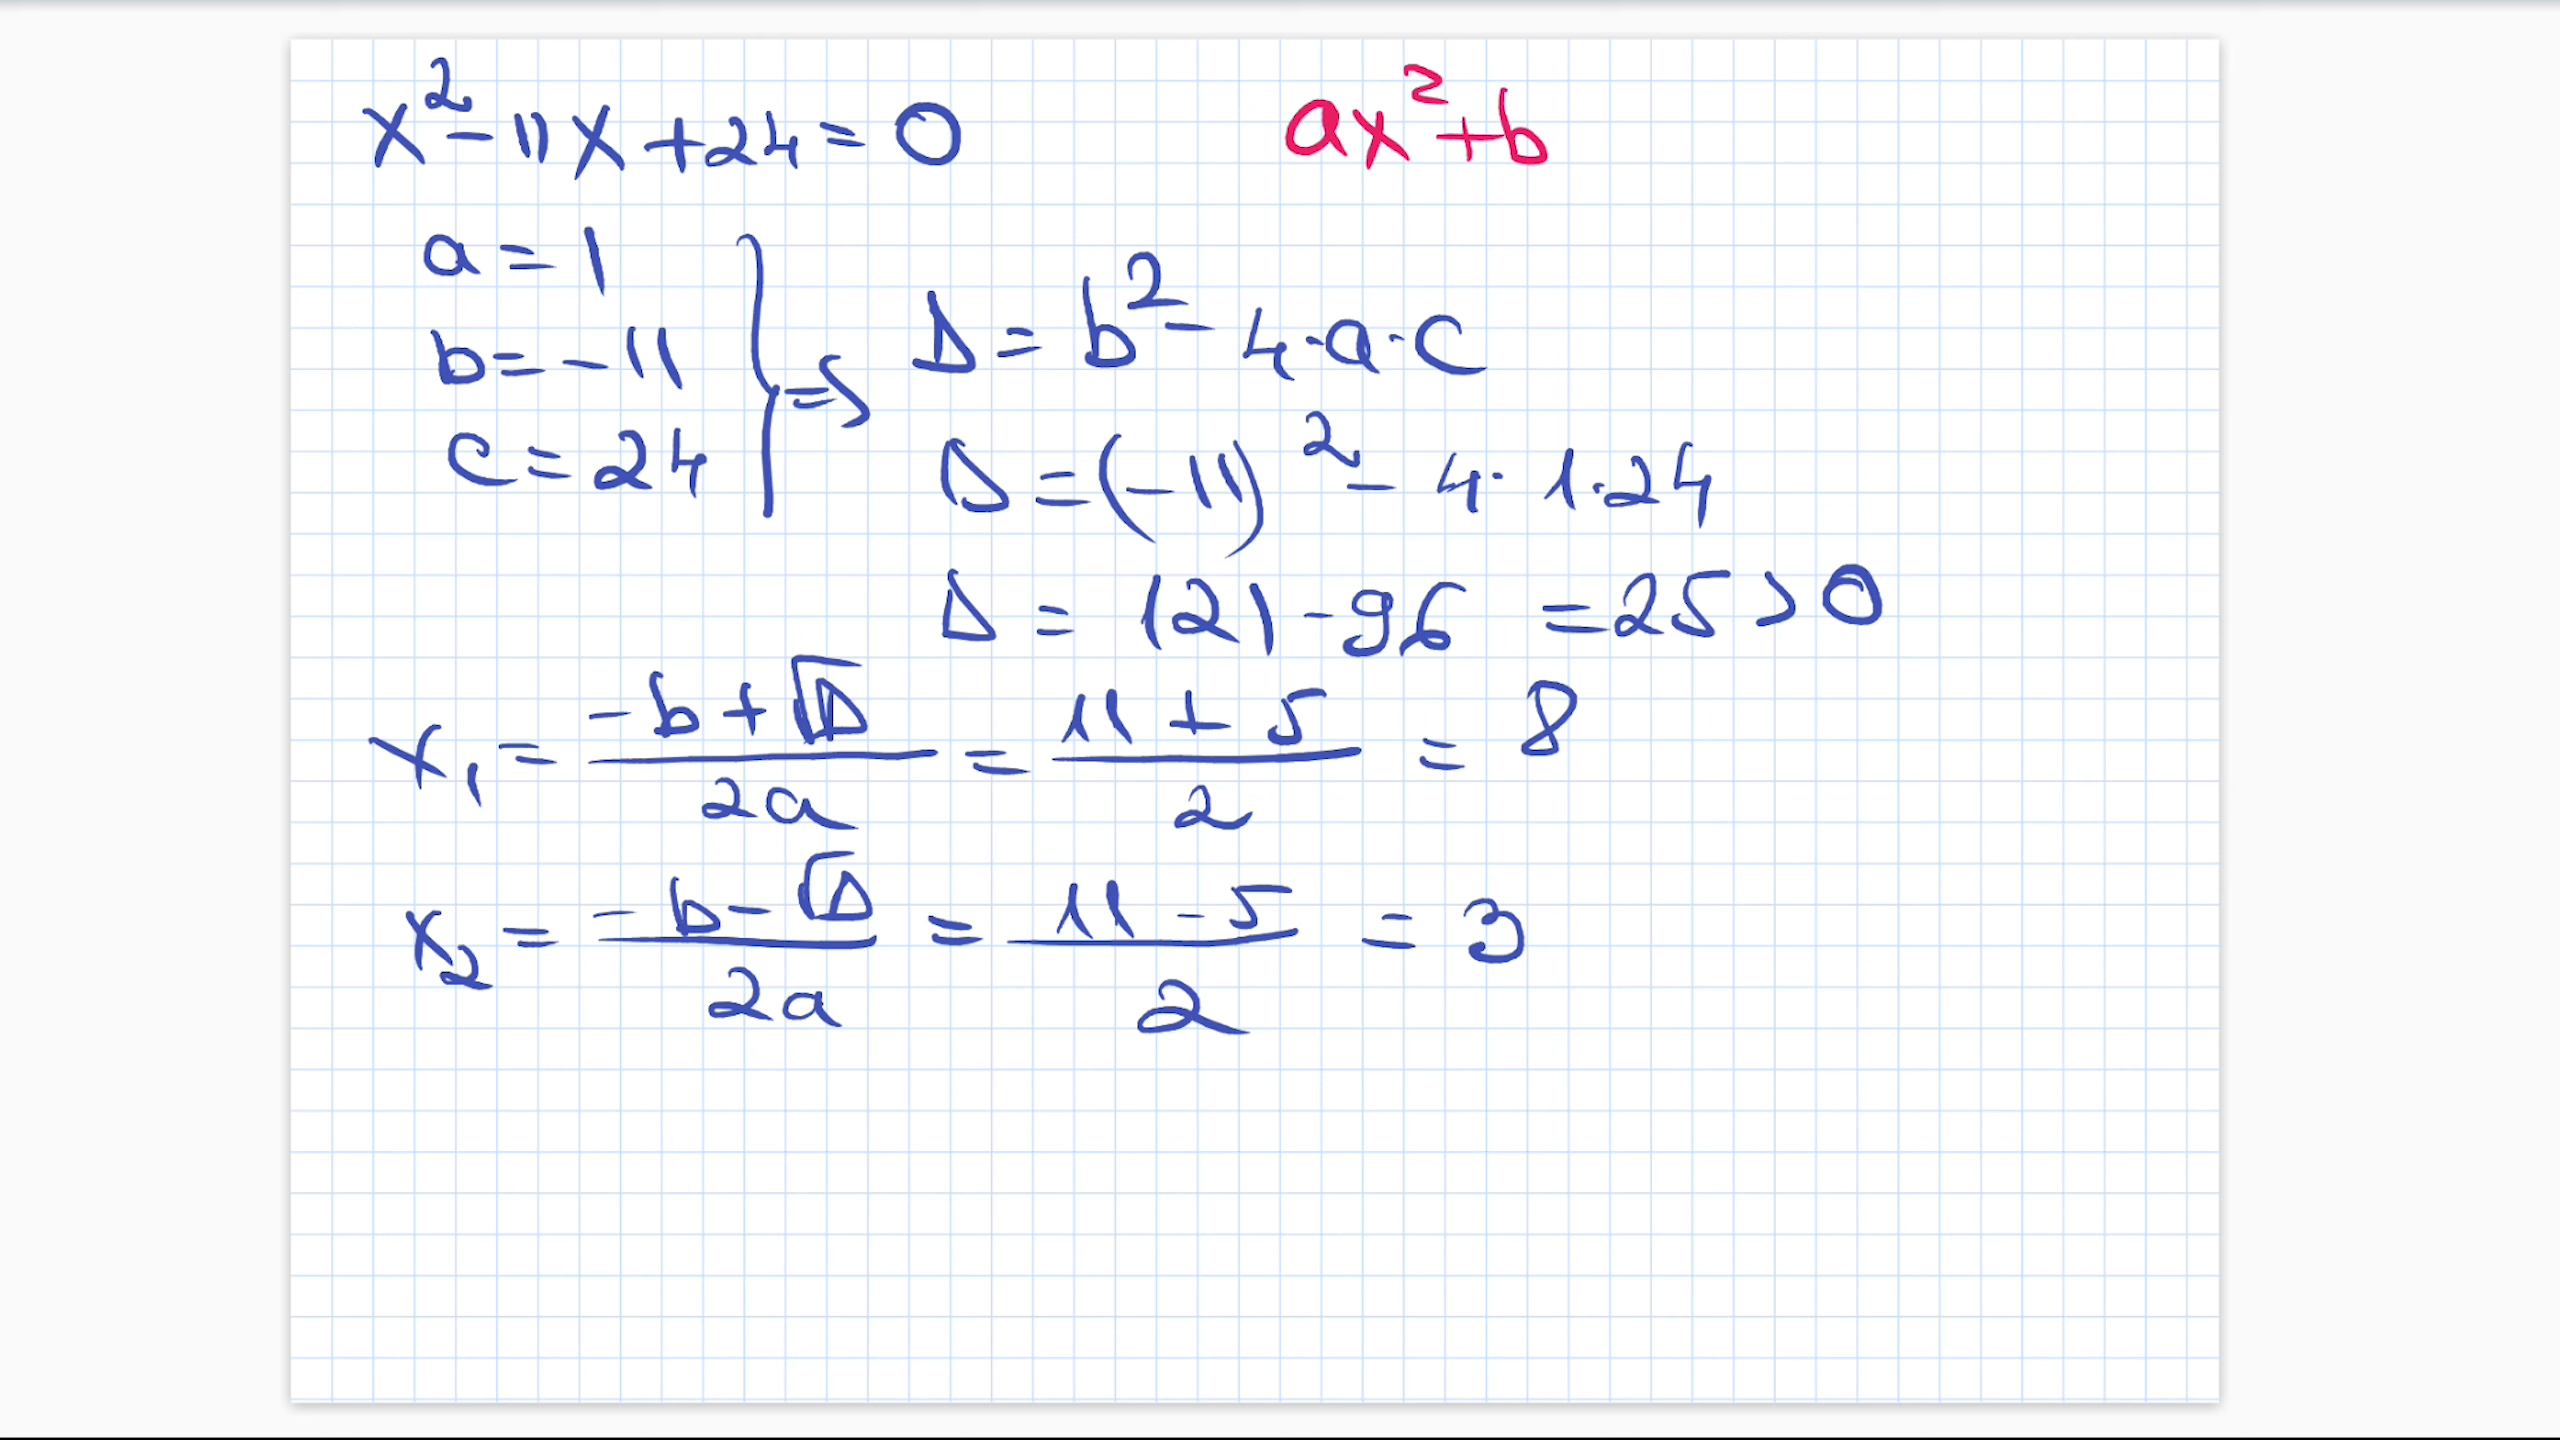 x² - 11x + 24 = 0
ax² + b
a = 1
b = -11
c = 24
=> Δ = b² - 4·a·c
Δ = (-11)² - 4·1·24
Δ = 121 - 96 = 25 > 0
x₁ = (-b + √Δ)/(2a) = (11 + 5)/2 = 8
x₂ = (-b - √Δ)/(2a) = (11 - 5)/2 = 3